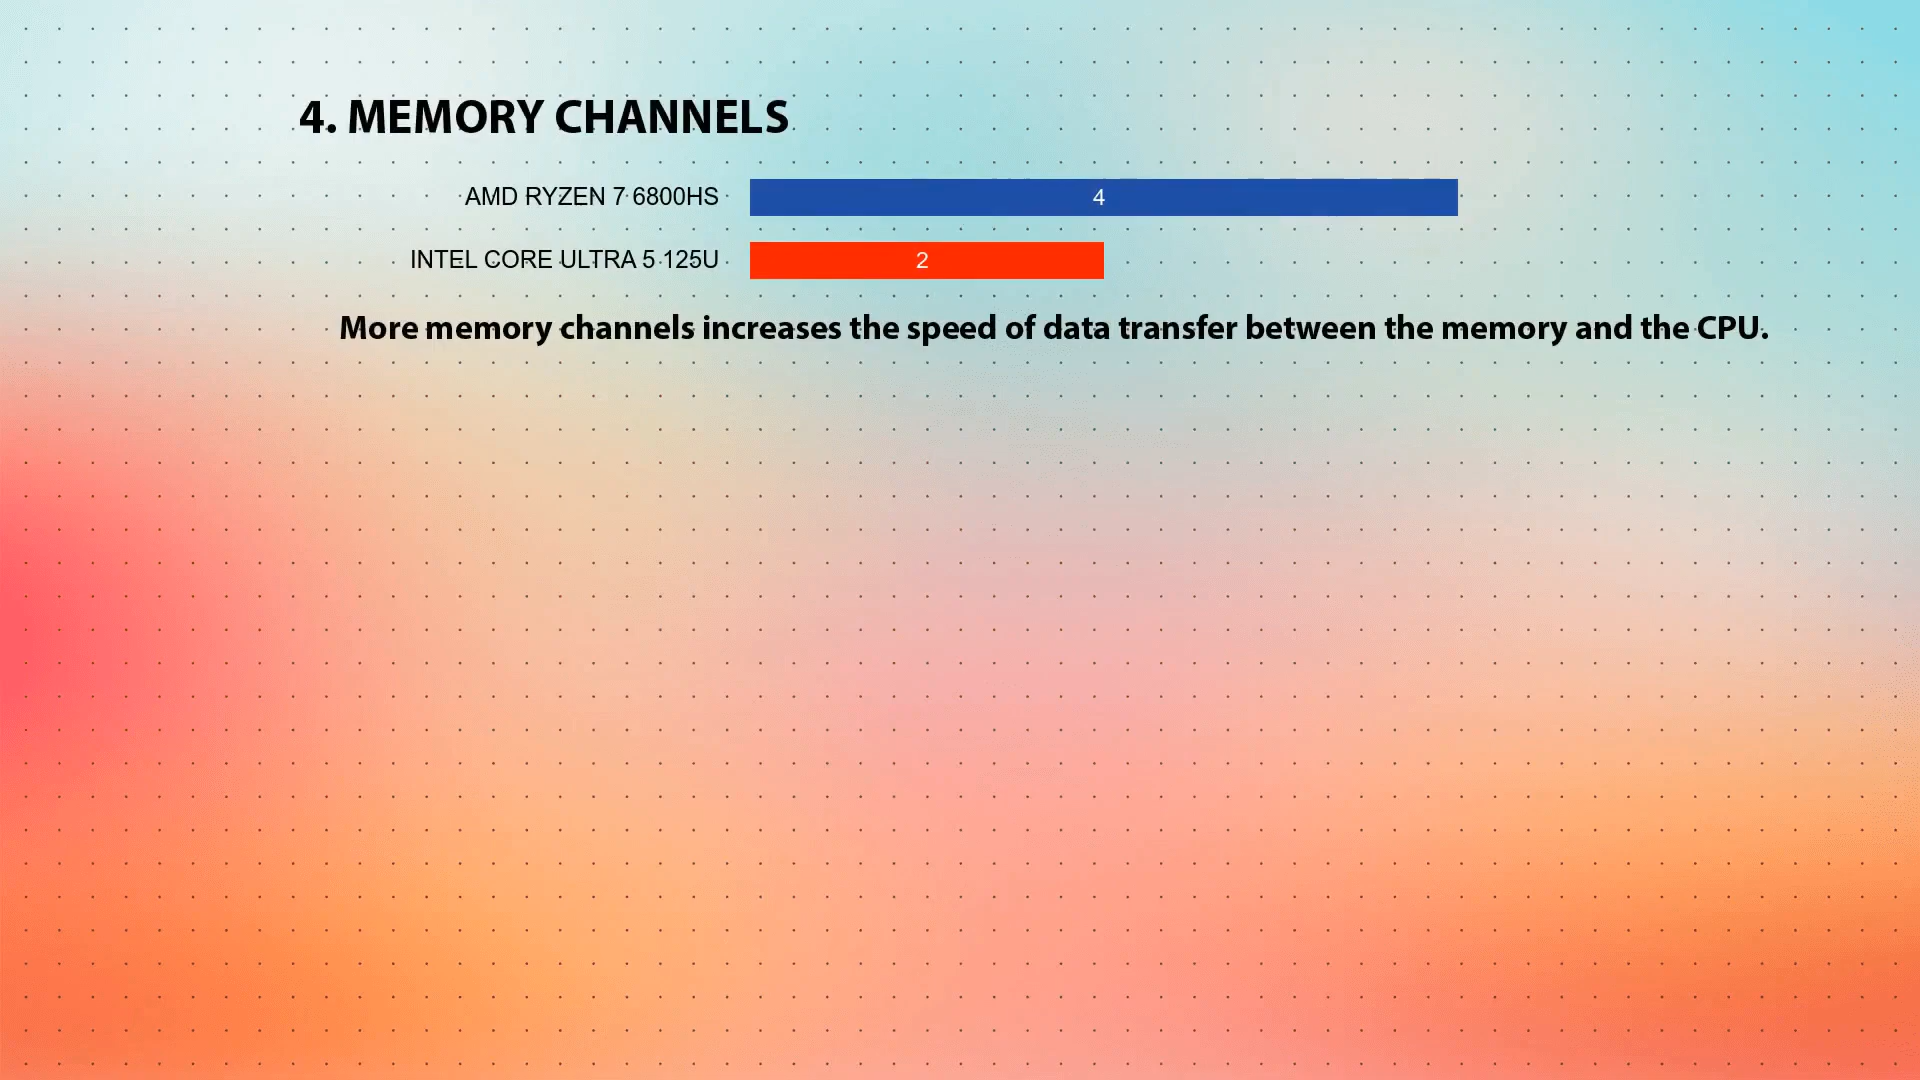 4. MEMORY CHANNELS
AMD RYZEN 7 6800HS 4
INTEL CORE ULTRA 5 125U 2
More memory channels increases the speed of data transfer between the memory and the CPU.